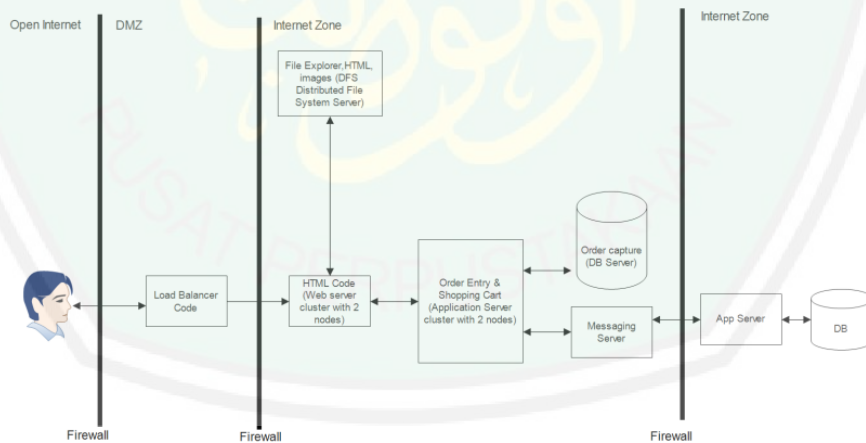 Open Internet
DMZ
Internet Zone
Internet Zone
File Explorer,HTML,
images (DFS
Distributed File
System Server)
Order capture
(DB Server)
Load Balancer
Code
HTML Code
(Web server
cluster with 2
nodes)
Order Entry &
Shopping Cart
(Application Server
cluster with 2 nodes)
Messaging
Server
App Server
DB
Firewall
Firewall
Firewall
PUSAT PERPUSTAKAAN